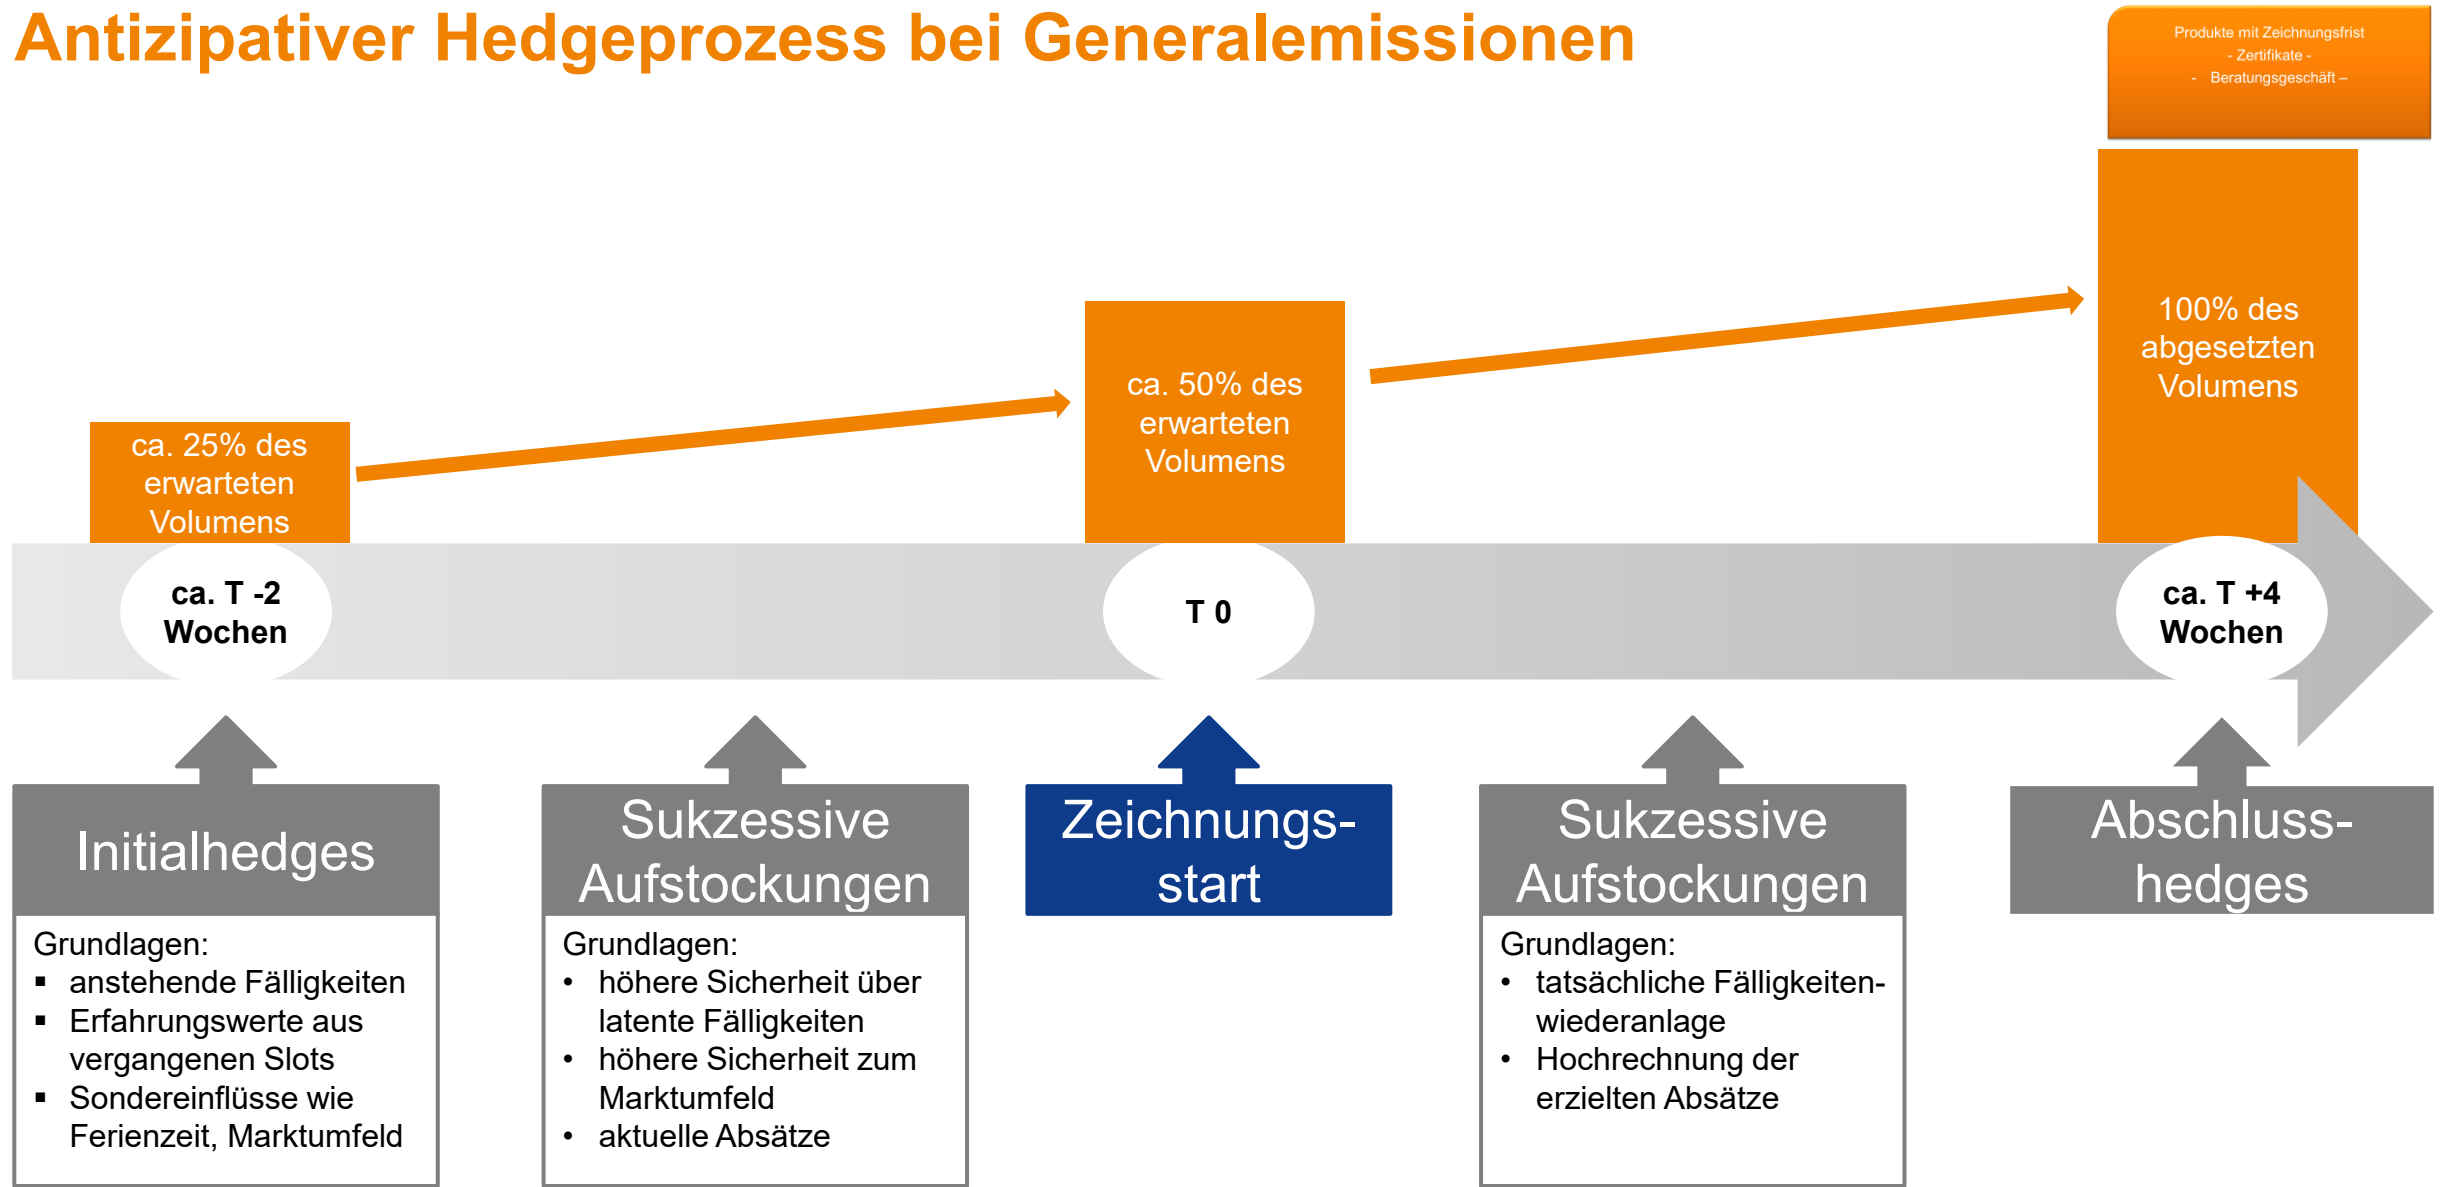 Antizipativer Hedgeprozess bei Generalemissionen
Produkte mit Zeichnungsfrist
- Zertifikate -
- Beratungsgeschäft –
ca. 25% des
erwarteten
Volumens
ca. 50% des
erwarteten
Volumens
100% des
abgesetzten
Volumens
ca. T -2
Wochen
T 0
ca. T +4
Wochen
Initialhedges
Grundlagen:
▪ anstehende Fälligkeiten
▪ Erfahrungswerte aus
vergangenen Slots
▪ Sondereinflüsse wie
Ferienzeit, Marktumfeld
Sukzessive
Aufstockungen
Grundlagen:
• höhere Sicherheit über
latente Fälligkeiten
• höhere Sicherheit zum
Marktumfeld
• aktuelle Absätze
Zeichnungs-
start
Sukzessive
Aufstockungen
Grundlagen:
• tatsächliche Fälligkeiten-
wiederanlage
• Hochrechnung der
erzielten Absätze
Abschluss-
hedges